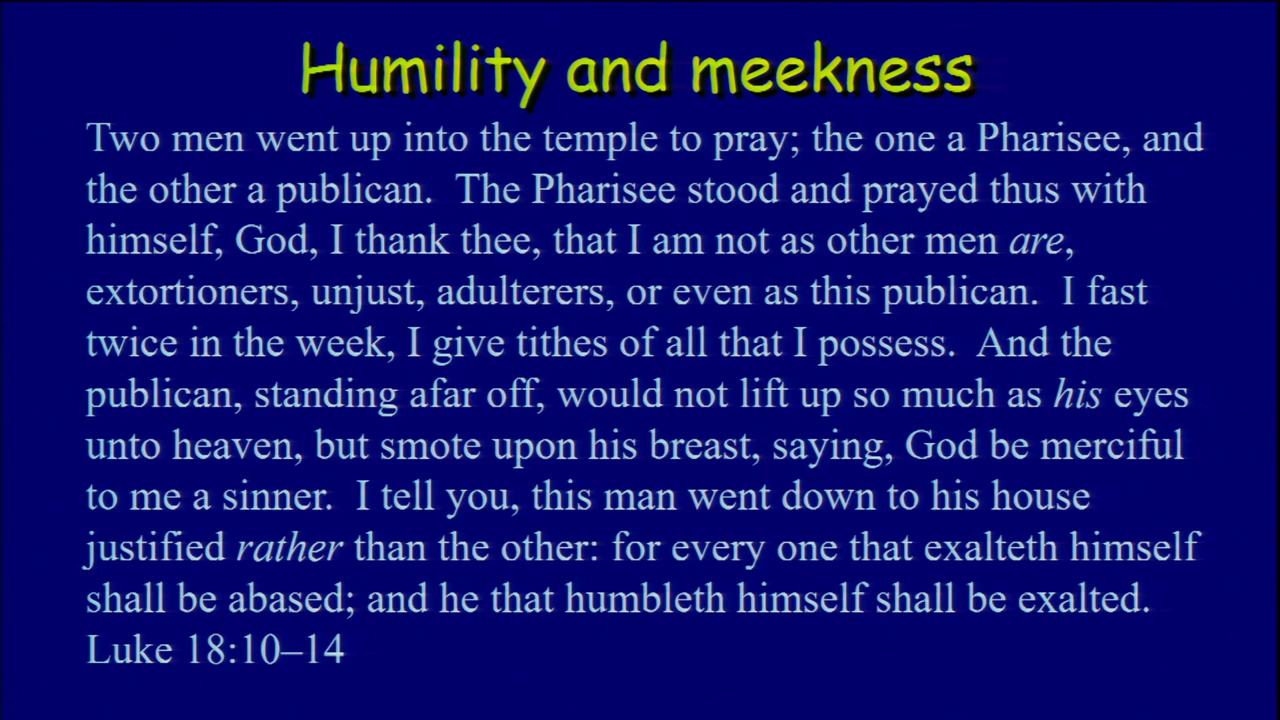 Humility and meekness
Two men went up into the temple to pray; the one a Pharisee, and
the other a publican.  The Pharisee stood and prayed thus with
himself, God, I thank thee, that I am not as other men are,
extortioners, unjust, adulterers, or even as this publican.  I fast
twice in the week, I give tithes of all that I possess.  And the
publican, standing afar off, would not lift up so much as his eyes
unto heaven, but smote upon his breast, saying, God be merciful
to me a sinner.  I tell you, this man went down to his house
justified rather than the other: for every one that exalteth himself
shall be abased; and he that humbleth himself shall be exalted.
Luke 18:10–14